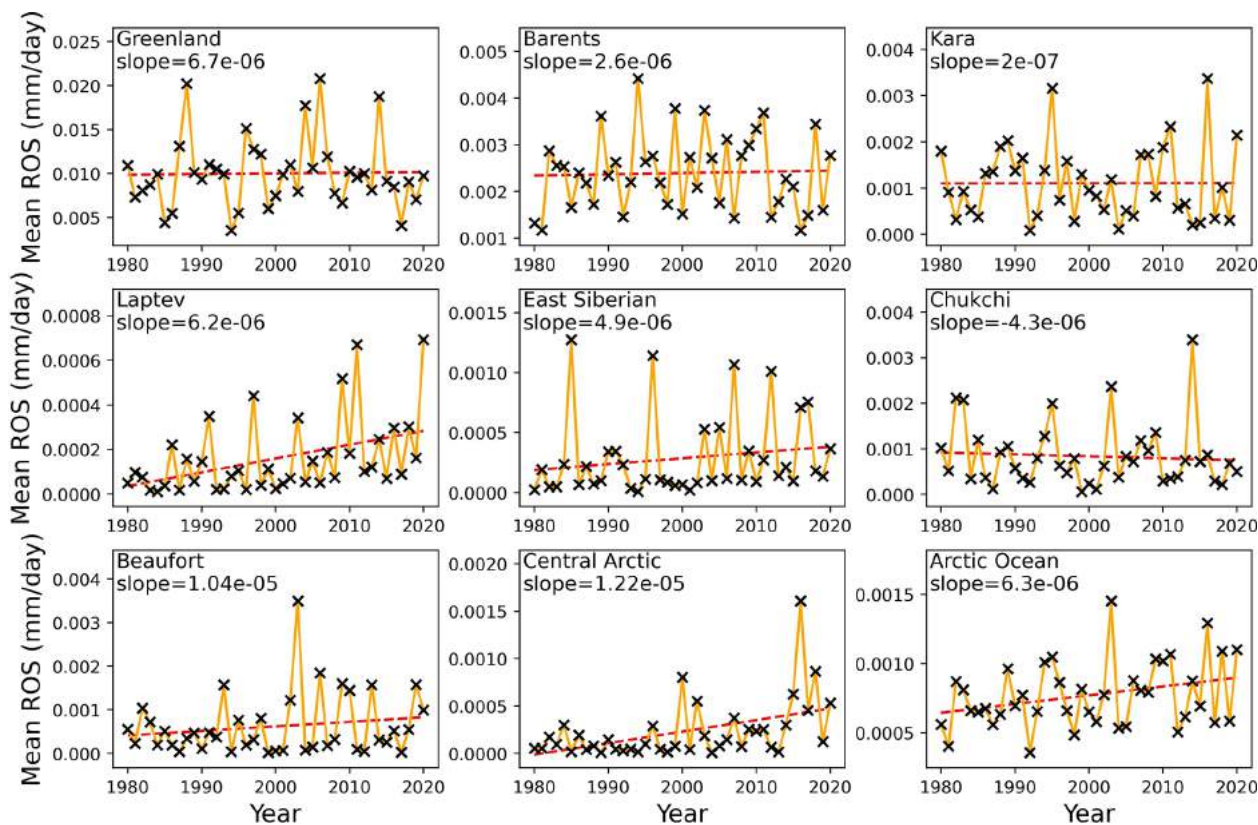 Greenland
slope=6.7e-06
Barents
slope=2.6e-06
Kara
slope=2e-07
Mean ROS (mm/day)
0.025
0.020
0.015
0.010
0.005
0.005
0.004
0.003
0.002
0.001
0.004
0.003
0.002
0.001
0.000
1980 1990 2000 2010 2020
1980 1990 2000 2010 2020
1980 1990 2000 2010 2020
Laptev
slope=6.2e-06
East Siberian
slope=4.9e-06
Chukchi
slope=-4.3e-06
Mean ROS (mm/day)
0.0008
0.0006
0.0004
0.0002
0.0000
0.0015
0.0010
0.0005
0.0000
0.004
0.003
0.002
0.001
0.000
1980 1990 2000 2010 2020
1980 1990 2000 2010 2020
1980 1990 2000 2010 2020
Beaufort
slope=1.04e-05
Central Arctic
slope=1.22e-05
Arctic Ocean
slope=6.3e-06
Mean ROS (mm/day)
0.004
0.003
0.002
0.001
0.000
0.0020
0.0015
0.0010
0.0005
0.0000
0.0015
0.0010
0.0005
1980 1990 2000 2010 2020
1980 1990 2000 2010 2020
1980 1990 2000 2010 2020
Year
Year
Year